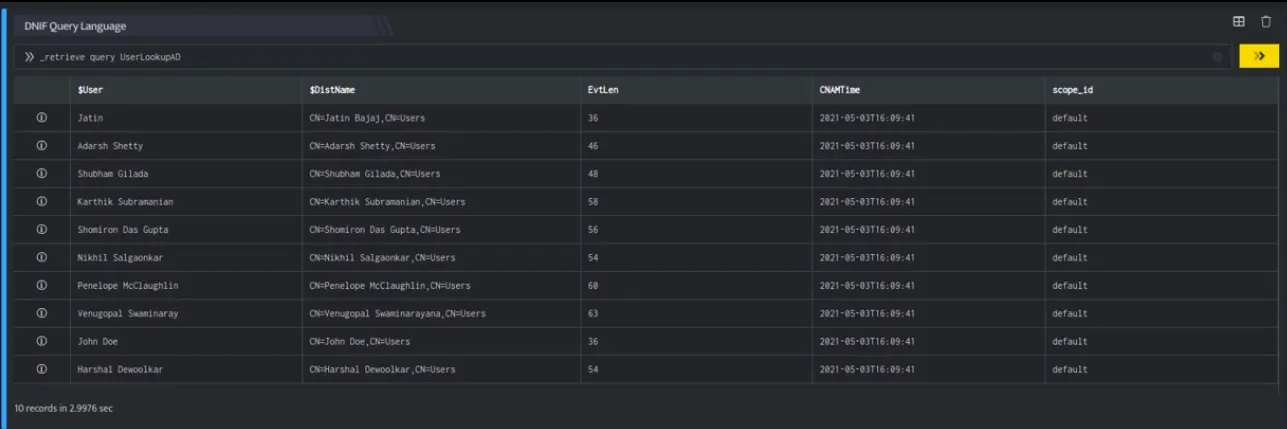 DNIF Query Language
_retrieve query UserLookupAD
$User $DistName EvtLen CNAMTime scope_id
Jatin CN=Jatin Bajaj,CN=Users 36 2021-05-03T16:09:41 default
Adarsh Shetty CN=Adarsh Shetty,CN=Users 46 2021-05-03T16:09:41 default
Shubham Gilada CN=Shubham Gilada,CN=Users 48 2021-05-03T16:09:41 default
Karthik Subramanian CN=Karthik Subramanian,CN=Users 58 2021-05-03T16:09:41 default
Shomiron Das Gupta CN=Shomiron Das Gupta,CN=Users 56 2021-05-03T16:09:41 default
Nikhil Salgaonkar CN=Nikhil Salgaonkar,CN=Users 54 2021-05-03T16:09:41 default
Penelope McClaughlin CN=Penelope McClaughlin,CN=Users 60 2021-05-03T16:09:41 default
Venugopal Swaminaray CN=Venugopal Swaminarayana,CN=Users 63 2021-05-03T16:09:41 default
John Doe CN=John Doe,CN=Users 36 2021-05-03T16:09:41 default
Harshal Dewoolkar CN=Harshal Dewoolkar,CN=Users 54 2021-05-03T16:09:41 default
10 records in 2.9976 sec